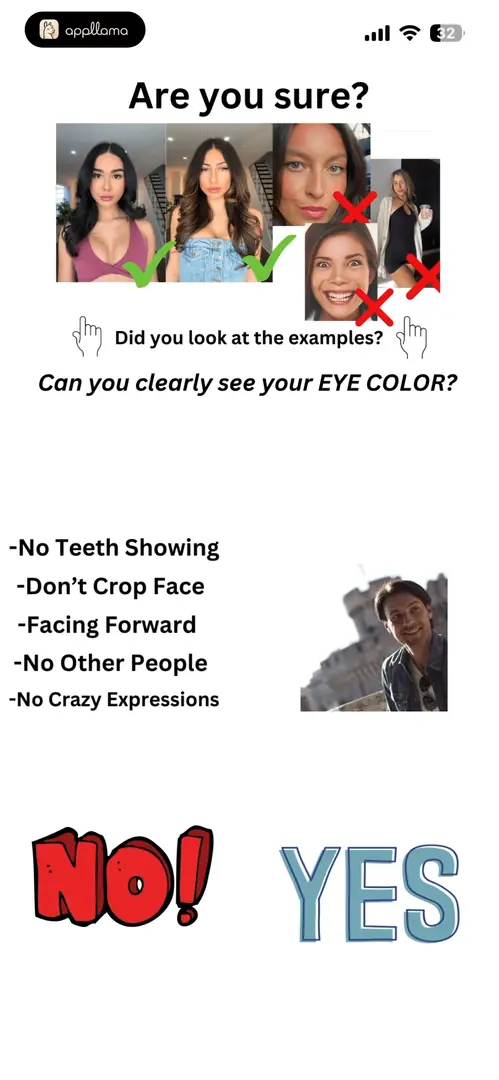 appllama
32
Are you sure?
Did you look at the examples?
Can you clearly see your EYE COLOR?
-No Teeth Showing
-Don’t Crop Face
-Facing Forward
-No Other People
-No Crazy Expressions
NO!
YES